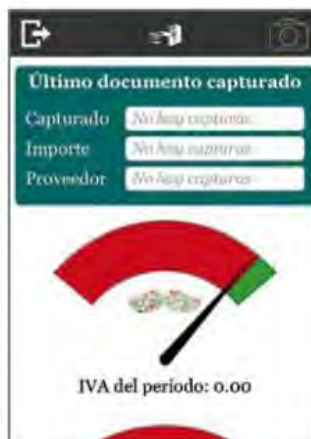 Último documento capturado
Capturado No hay capturas
Importe No hay capturas
Proveedor No hay capturas
IVA del periodo: 0.00